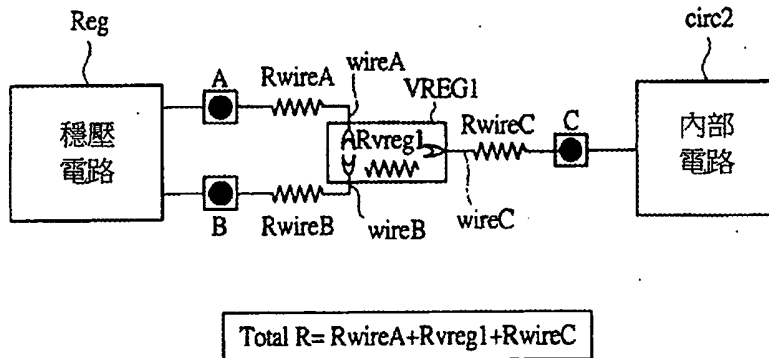 Reg
circ2
A
RwireA
wireA
VREG1
穩壓
電路
Rvreg1
RwireC
C
內部
電路
B
RwireB
wireB
wireC
Total R= RwireA+Rvreg1+RwireC